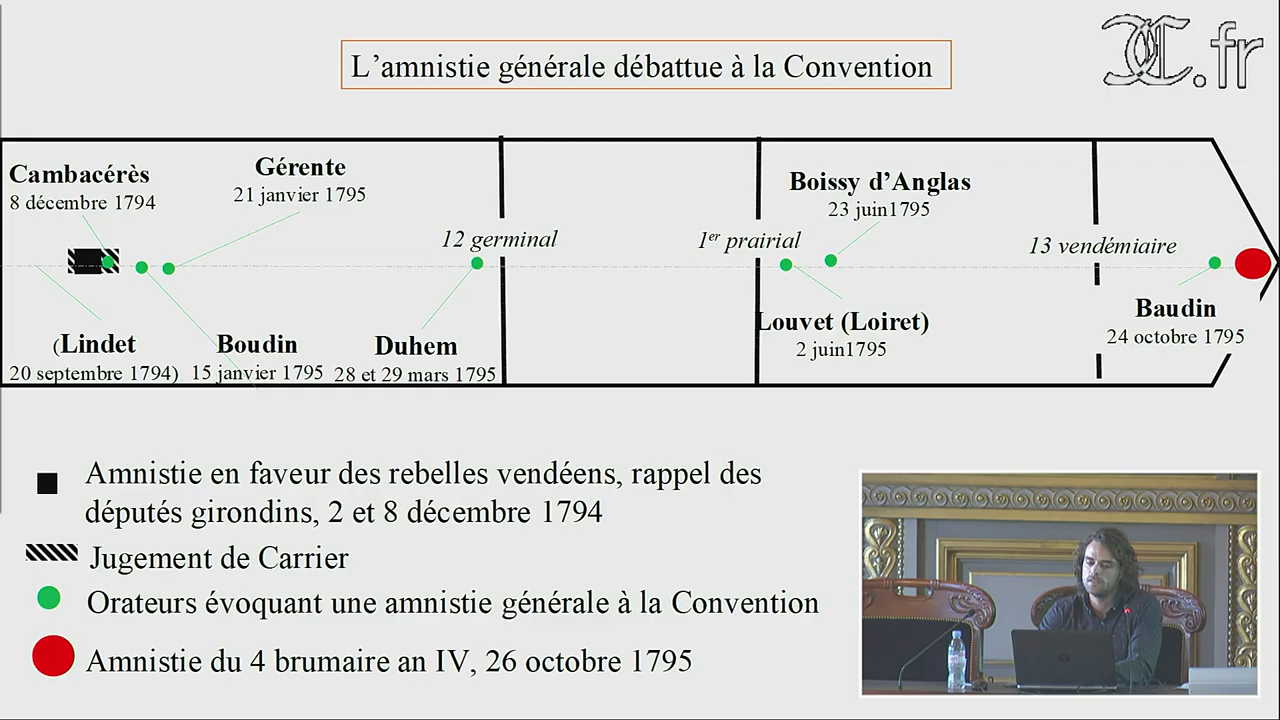 L’amnistie générale débattue à la Convention
.fr
Cambacérès
8 décembre 1794
Gérente
21 janvier 1795
Boissy d’Anglas
23 juin1795
12 germinal
1er prairial
13 vendémiaire
(Lindet
20 septembre 1794)
Boudin
15 janvier 1795
Duhem
28 et 29 mars 1795
Louvet (Loiret)
2 juin1795
Baudin
24 octobre 1795
Amnistie en faveur des rebelles vendéens, rappel des
députés girondins, 2 et 8 décembre 1794
Jugement de Carrier
Orateurs évoquant une amnistie générale à la Convention
Amnistie du 4 brumaire an IV, 26 octobre 1795